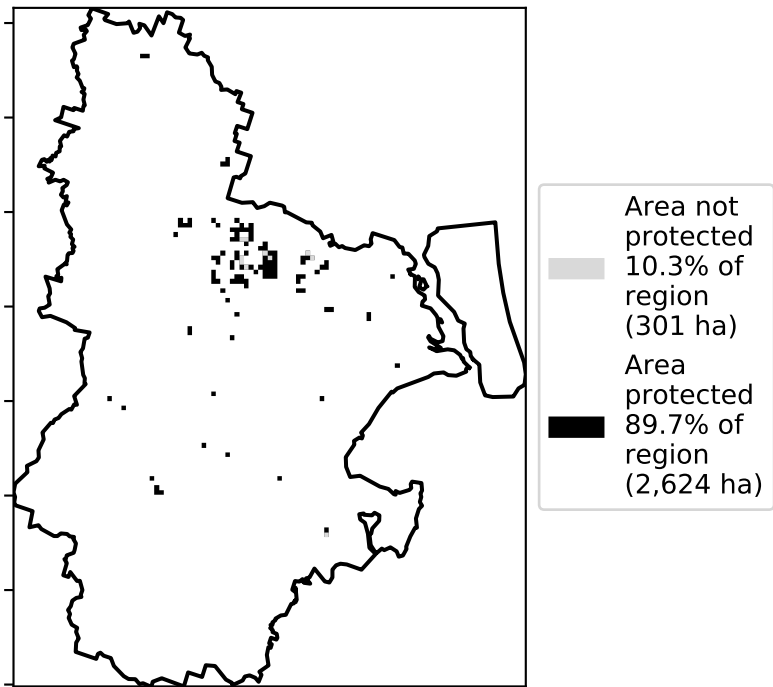 Area not
protected
10.3% of
region
(301 ha)
Area
protected
89.7% of
region
(2,624 ha)